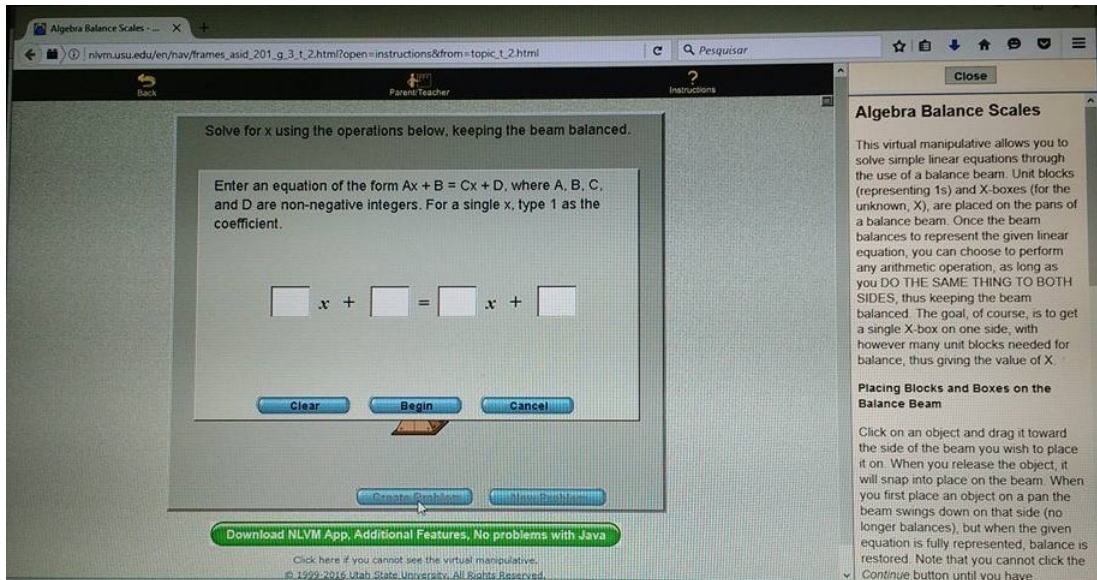 Algebra Balance Scales - ...
nlvm.usu.edu/en/nav/frames_asid_201_g_3_t_2.html?open=instructions&from=topic_t_2.html
Pesquisar
Back
Parent/Teacher
Instructions
Close
Solve for x using the operations below, keeping the beam balanced.
Enter an equation of the form Ax + B = Cx + D, where A, B, C,
and D are non-negative integers. For a single x, type 1 as the
coefficient.
x + = x +
Clear
Begin
Cancel
Create Problem
New Problem
Download NLVM App, Additional Features, No problems with Java
Click here if you cannot see the virtual manipulative.
© 1999-2016 Utah State University. All Rights Reserved.
Algebra Balance Scales
This virtual manipulative allows you to
solve simple linear equations through
the use of a balance beam. Unit blocks
(representing 1s) and X-boxes (for the
unknown, X), are placed on the pans of
a balance beam. Once the beam
balances to represent the given linear
equation, you can choose to perform
any arithmetic operation, as long as
you DO THE SAME THING TO BOTH
SIDES, thus keeping the beam
balanced. The goal, of course, is to get
a single X-box on one side, with
however many unit blocks needed for
balance, thus giving the value of X.
Placing Blocks and Boxes on the
Balance Beam
Click on an object and drag it toward
the side of the beam you wish to place
it on. When you release the object, it
will snap into place on the beam. When
you first place an object on a pan the
beam swings down on that side (no
longer balances), but when the given
equation is fully represented, balance is
restored. Note that you cannot click the
Continue button until you have